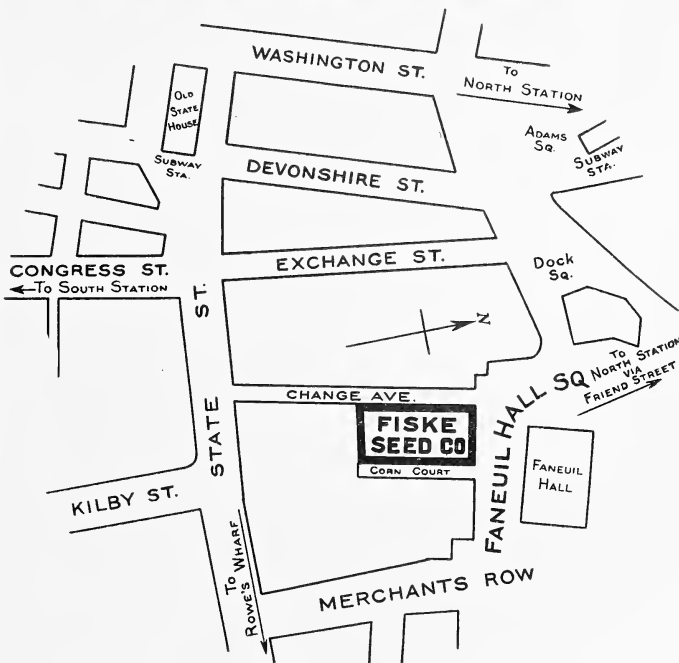 WASHINGTON ST.
TO
NORTH STATION
OLD
STATE
HOUSE
SUBWAY
STA.
ADAMS
SQ.
SUBWAY
STA.
DEVONSHIRE ST.
CONGRESS ST.
←TO SOUTH STATION
EXCHANGE ST.
DOCK
SQ.
STATE ST.
N
TO
NORTH STATION
VIA
FRIEND STREET
CHANGE AVE.
FISKE
SEED CO
CORN COURT
FANEUIL HALL SQ
FANEUIL
HALL
KILBY ST.
TO
ROWE'S WHARF
MERCHANTS ROW